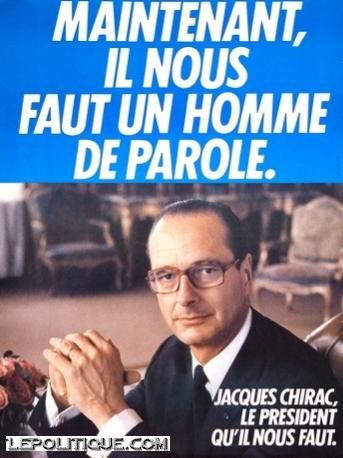 MAINTENANT,
IL NOUS
FAUT UN HOMME
DE PAROLE.
JACQUES CHIRAC,
LE PRESIDENT
QU'IL NOUS FAUT.
LEPOLITIQUE.COM